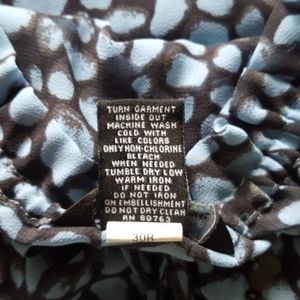 TURN GARMENT
INSIDE OUT
MACHINE WASH
COLD WITH
LIKE COLORS
ONLY NON-CHLORINE
BLEACH
WHEN NEEDED
TUMBLE DRY LOW
WARM IRON
IF NEEDED
DO NOT IRON
ON EMBELLISHMENT
DO NOT DRY CLEAN
RN 80763
30R